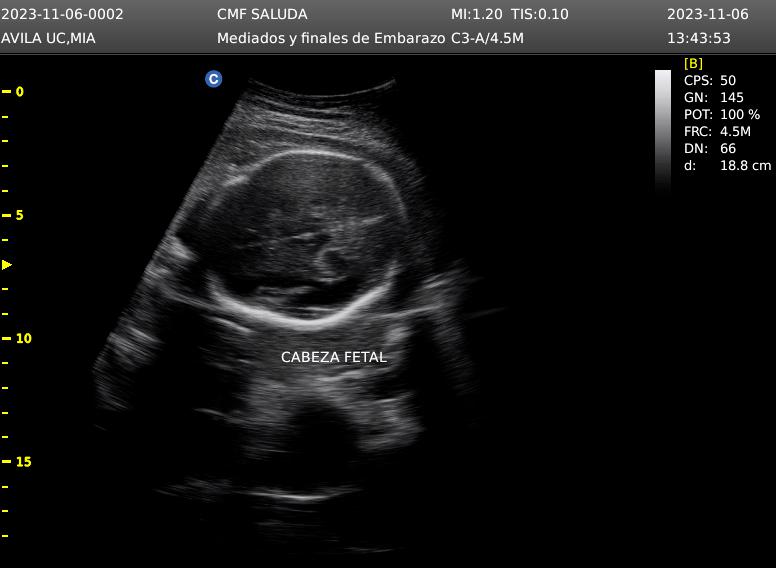 2023-11-06-0002 CMF SALUDA MI:1.20 TIS:0.10 2023-11-06
AVILA UC,MIA Mediados y finales de Embarazo C3-A/4.5M 13:43:53
[B]
C
CPS: 50
0
GN: 145
POT: 100 %
FRC: 4.5M
DN: 66
d: 18.8 cm
5
10
CABEZA FETAL
15